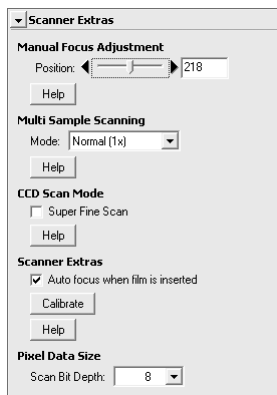 Scanner Extras
Manual Focus Adjustment
Position: 218
Help
Multi Sample Scanning
Mode: Normal (1x)
Help
CCD Scan Mode
Super Fine Scan
Help
Scanner Extras
Auto focus when film is inserted
Calibrate
Help
Pixel Data Size
Scan Bit Depth: 8